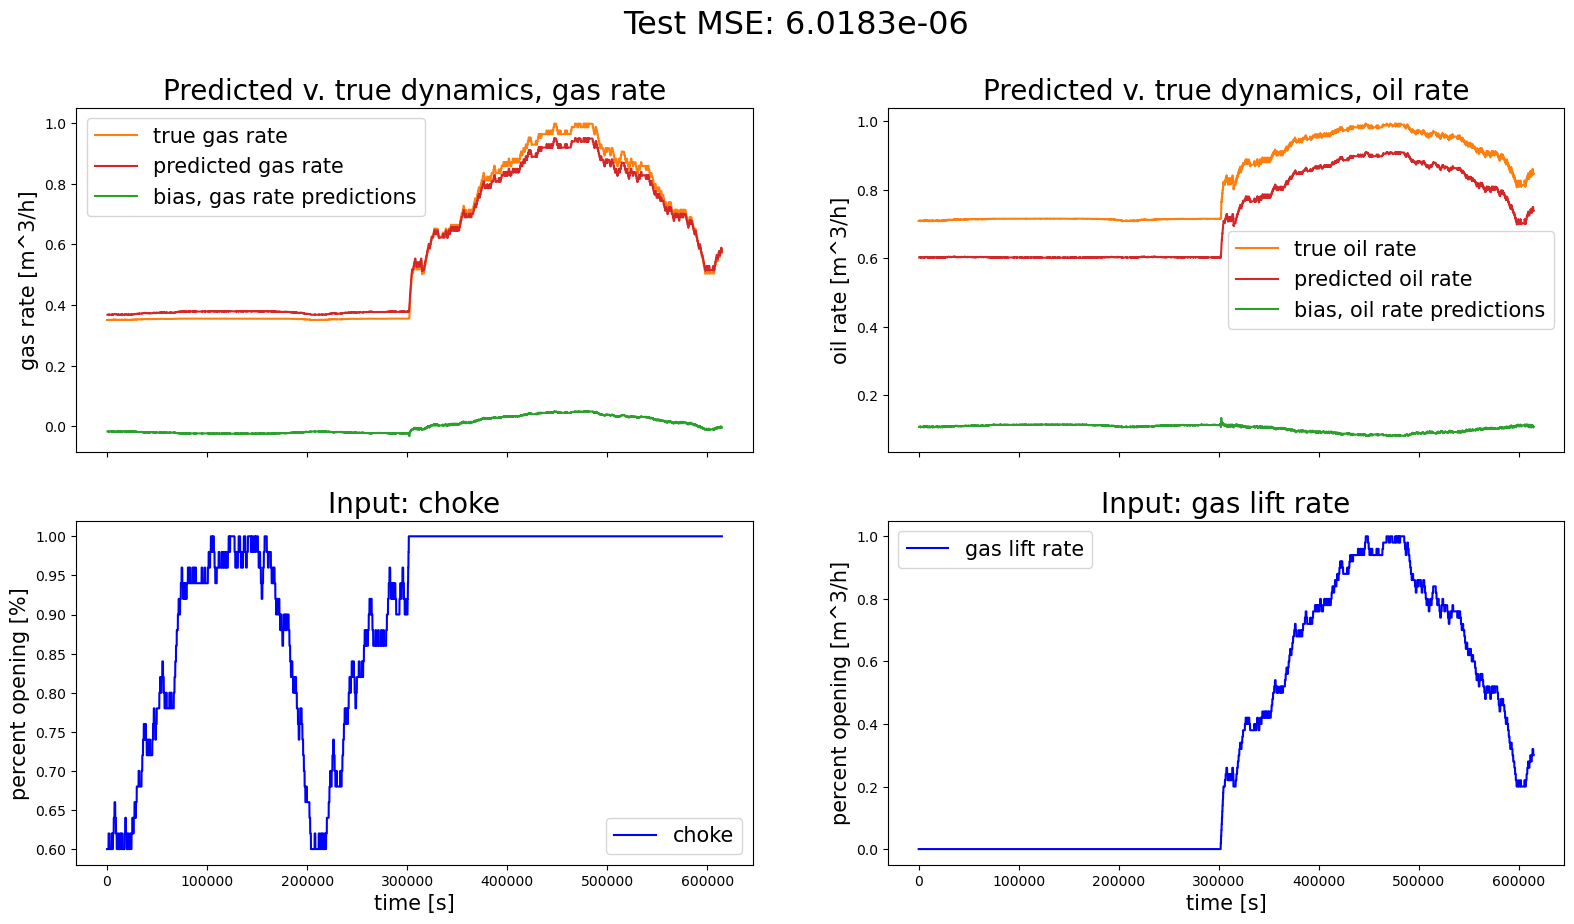 Test MSE: 6.0183e-06
Predicted v. true dynamics, gas rate
gas rate [m^3/h]
1.0
0.8
0.6
0.4
0.2
0.0
true gas rate
predicted gas rate
bias, gas rate predictions
Predicted v. true dynamics, oil rate
oil rate [m^3/h]
1.0
0.8
0.6
0.4
0.2
true oil rate
predicted oil rate
bias, oil rate predictions
Input: choke
percent opening [%]
1.00
0.95
0.90
0.85
0.80
0.75
0.70
0.65
0.60
choke
0 100000 200000 300000 400000 500000 600000
time [s]
Input: gas lift rate
percent opening [m^3/h]
1.0
0.8
0.6
0.4
0.2
0.0
gas lift rate
0 100000 200000 300000 400000 500000 600000
time [s]